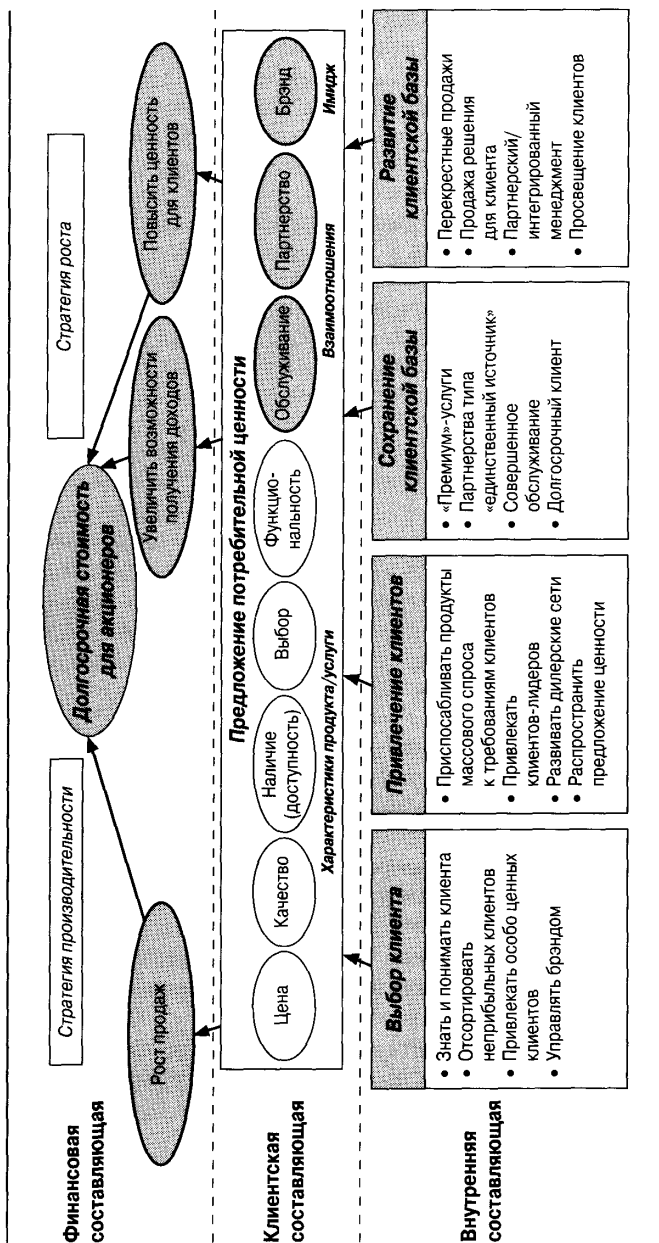 Финансовая
составляющая
Стратегия производительности
Стратегия роста
Долгосрочная стоимость
для акционеров
Рост продаж
Увеличить возможности
получения доходов
Повысить ценность
для клиентов
Клиентская
составляющая
Предложение потребительной ценности
Цена
Качество
Наличие
(доступность)
Выбор
Функцио-
нальность
Обслуживание
Партнерство
Брэнд
Характеристики продукта/услуги
Взаимоотношения
Имидж
Внутренняя
составляющая
Выбор клиента
• Знать и понимать клиента
• Отсортировать
неприбыльных клиентов
• Привлекать особо ценных
клиентов
• Управлять брэндом
Привлечение клиентов
• Приспосабливать продукты
массового спроса
к требованиям клиентов
• Привлекать
клиентов-лидеров
• Развивать дилерские сети
• Распространить
предложение ценности
Сохранение
клиентской базы
• «Премиум»-услуги
• Партнерства типа
«единственный источник»
• Совершенное
обслуживание
• Долгосрочный клиент
Развитие
клиентской базы
• Перекрестные продажи
• Продажа решения
для клиента
• Партнерский/
интегрированный
менеджмент
• Просвещение клиентов